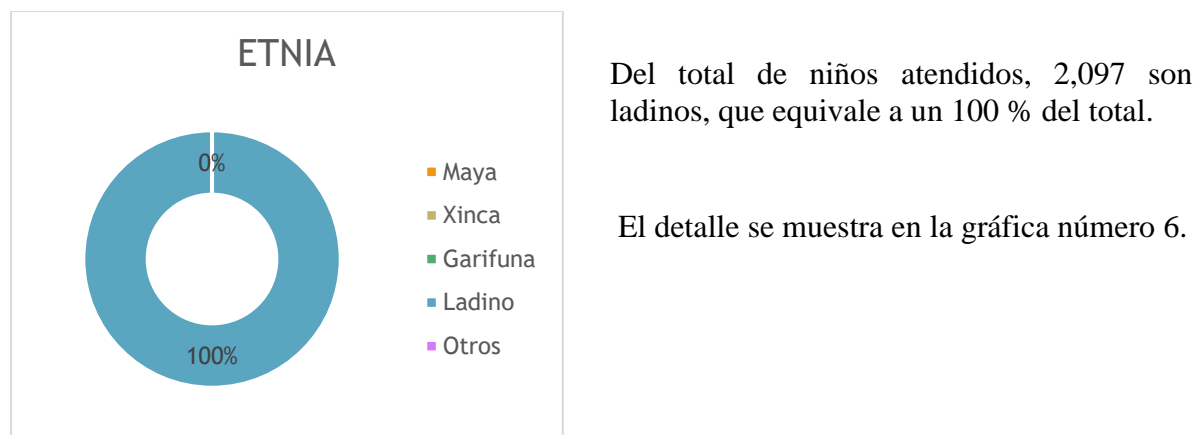 ETNIA
0%
100%
Maya
Xinca
Garifuna
Ladino
Otros
Del total de niños atendidos, 2,097 son
ladinos, que equivale a un 100 % del total.
El detalle se muestra en la gráfica número 6.